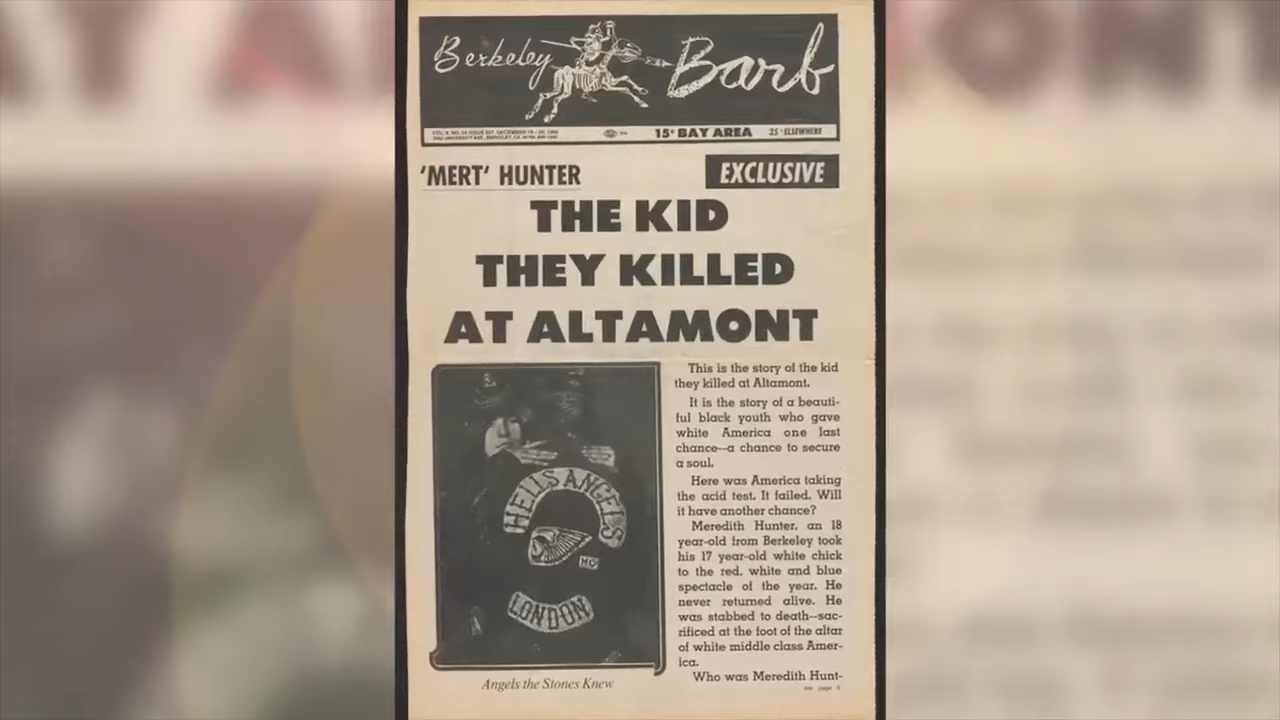 Berkeley Barb
15¢ BAY AREA 25¢ ELSEWHERE
'MERT' HUNTER
EXCLUSIVE
THE KID
THEY KILLED
AT ALTAMONT
HELLS ANGELS
MC
LONDON
Angels the Stones Knew
This is the story of the kid
they killed at Altamont.
It is the story of a beauti-
ful black youth who gave
white America one last
chance--a chance to secure
a soul.
Here was America taking
the acid test. It failed. Will
it have another chance?
Meredith Hunter, an 18
year-old from Berkeley took
his 17 year-old white chick
to the red, white and blue
spectacle of the year. He
never returned alive. He
was stabbed to death--sac-
rificed at the foot of the altar
of white middle class Amer-
ica.
Who was Meredith Hunt-